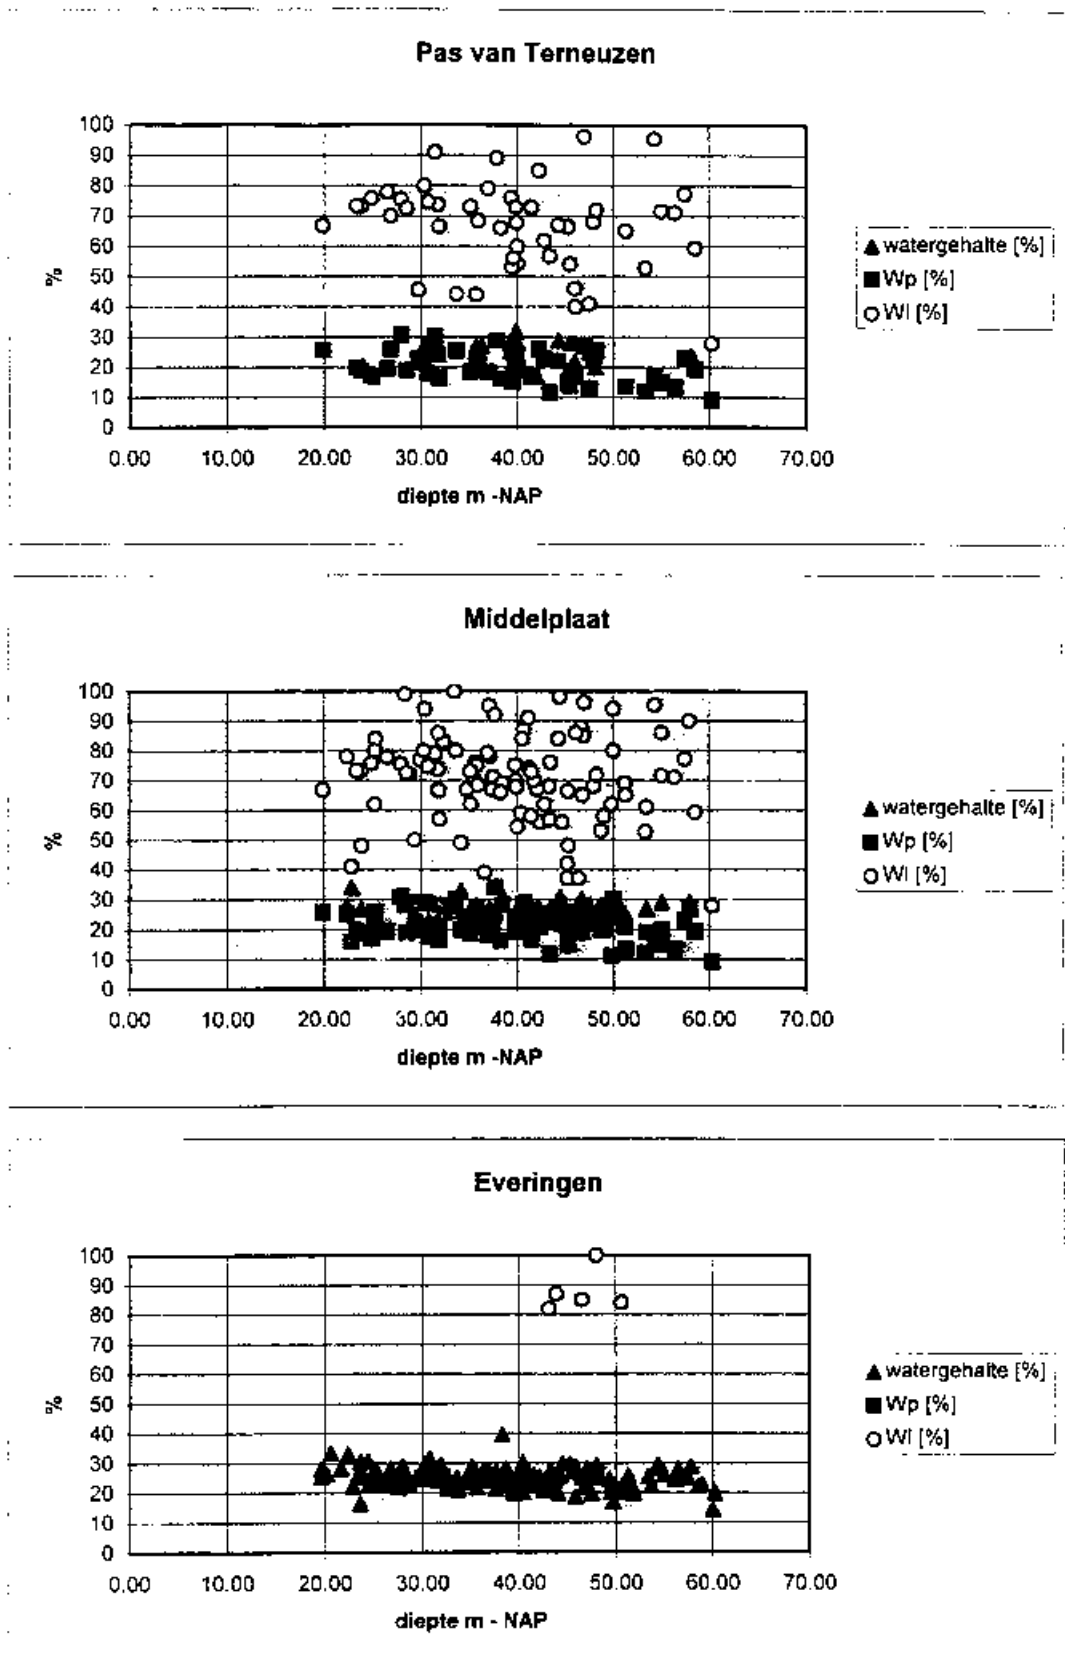 Pas van Terneuzen
100
90
80
70
60
50
40
30
20
10
0
%
0.00 10.00 20.00 30.00 40.00 50.00 60.00 70.00
diepte m -NAP
watergehalte [%]
Wp [%]
Wl [%]
Middelplaat
100
90
80
70
60
50
40
30
20
10
0
%
0.00 10.00 20.00 30.00 40.00 50.00 60.00 70.00
diepte m -NAP
watergehalte [%]
Wp [%]
Wl [%]
Everingen
100
90
80
70
60
50
40
30
20
10
0
%
0.00 10.00 20.00 30.00 40.00 50.00 60.00 70.00
diepte m - NAP
watergehalte [%]
Wp [%]
Wl [%]